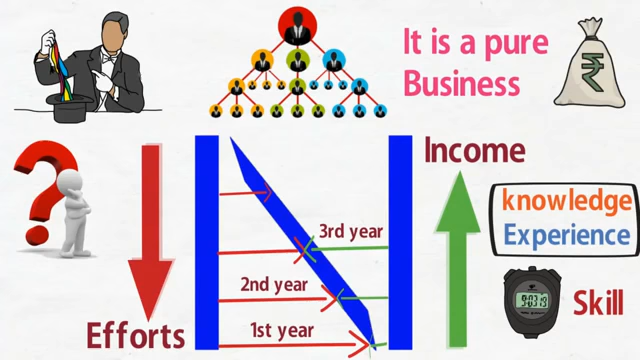 It is a pure
Business
₹
Income
knowledge
Experience
3rd year
2nd year
Skill
1st year
Efforts